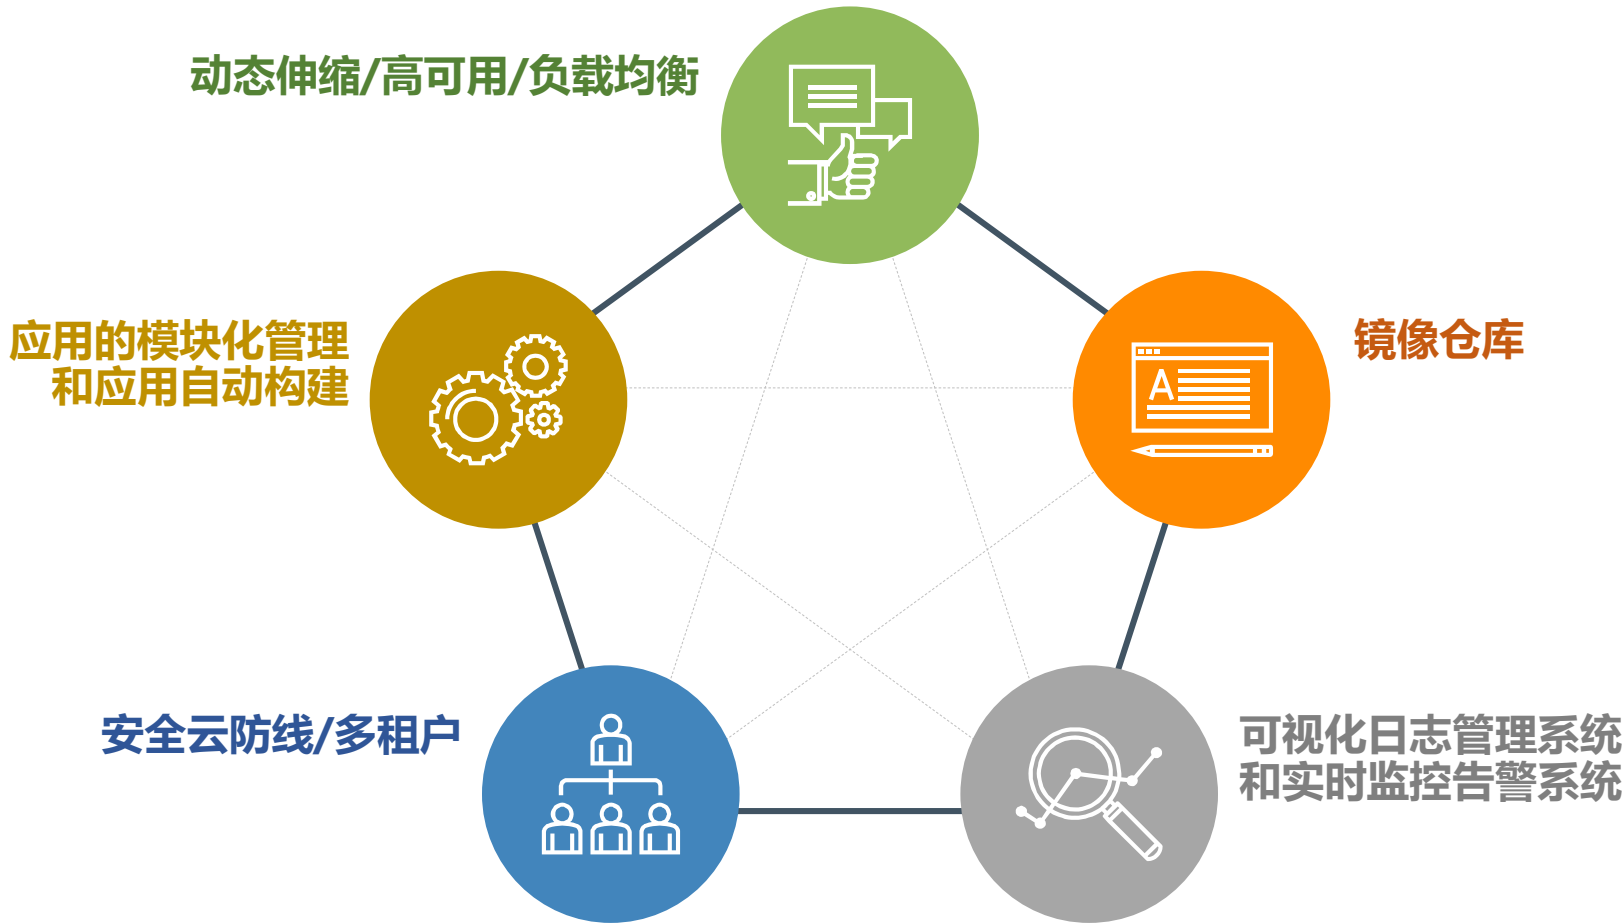 动态伸缩/高可用/负载均衡
应用的模块化管理
和应用自动构建
镜像仓库
A
安全云防线/多租户
可视化日志管理系统
和实时监控告警系统